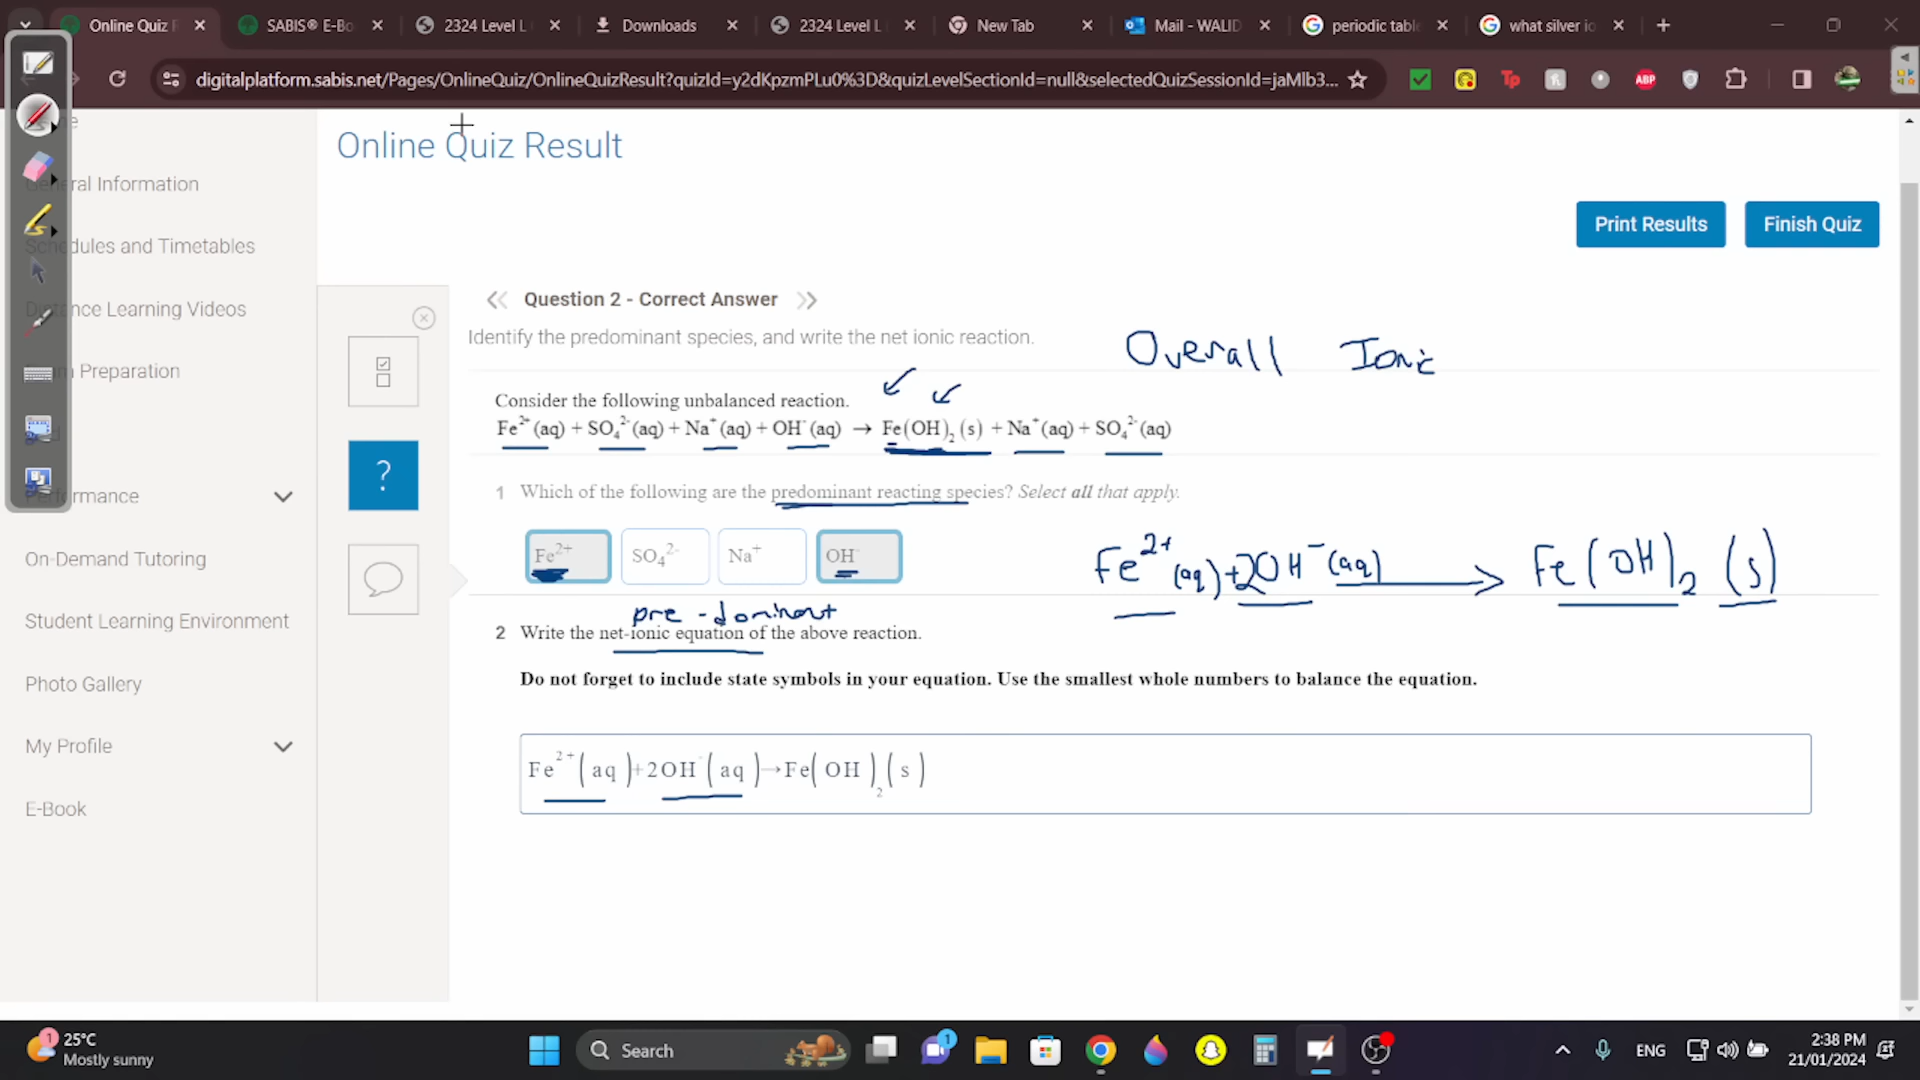 Online Quiz R
SABIS® E-Bo
2324 Level L
Downloads
2324 Level L
New Tab
Mail - WALID
periodic table
what silver io
digitalplatform.sabis.net/Pages/OnlineQuiz/OnlineQuizResult?quizId=y2dKpzmPLu0%3D&quizLevelSectionId=null&selectedQuizSessionId=jaMlb3...
Online Quiz Result
General Information
Schedules and Timetables
Distance Learning Videos
Preparation
Performance
On-Demand Tutoring
Student Learning Environment
Photo Gallery
My Profile
E-Book
Print Results
Finish Quiz
Question 2 - Correct Answer
Identify the predominant species, and write the net ionic reaction.
Overall Ionic
Consider the following unbalanced reaction.
Fe²⁺(aq) + SO₄²⁻(aq) + Na⁺(aq) + OH⁻(aq) → Fe(OH)₂(s) + Na⁺(aq) + SO₄²⁻(aq)
1 Which of the following are the predominant reacting species? Select all that apply.
Fe²⁺
SO₄²⁻
Na⁺
OH⁻
Fe²⁺(aq)+2OH⁻(aq) → Fe(OH)₂ (s)
pre-dominant
2 Write the net-ionic equation of the above reaction.
Do not forget to include state symbols in your equation. Use the smallest whole numbers to balance the equation.
Fe²⁺(aq)+2OH⁻(aq)→Fe(OH)₂(s)
1
25°C
Mostly sunny
Search
1
ENG
2:38 PM
21/01/2024